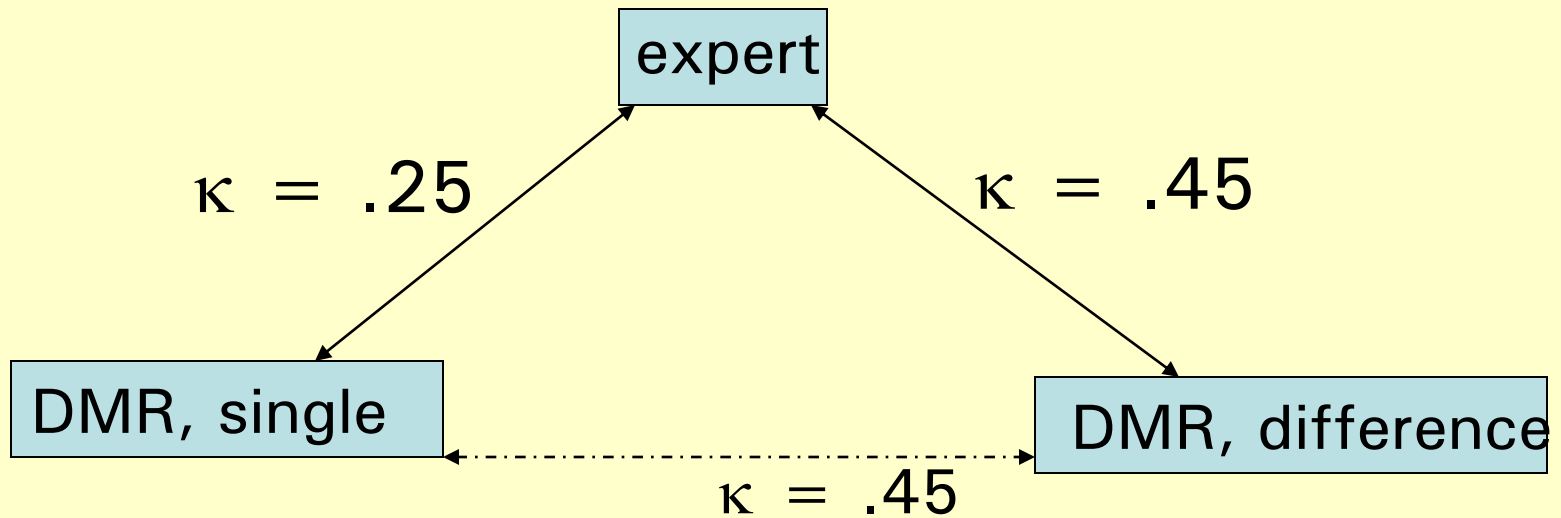 expert
κ = .25
κ = .45
DMR, single
DMR, difference
κ = .45